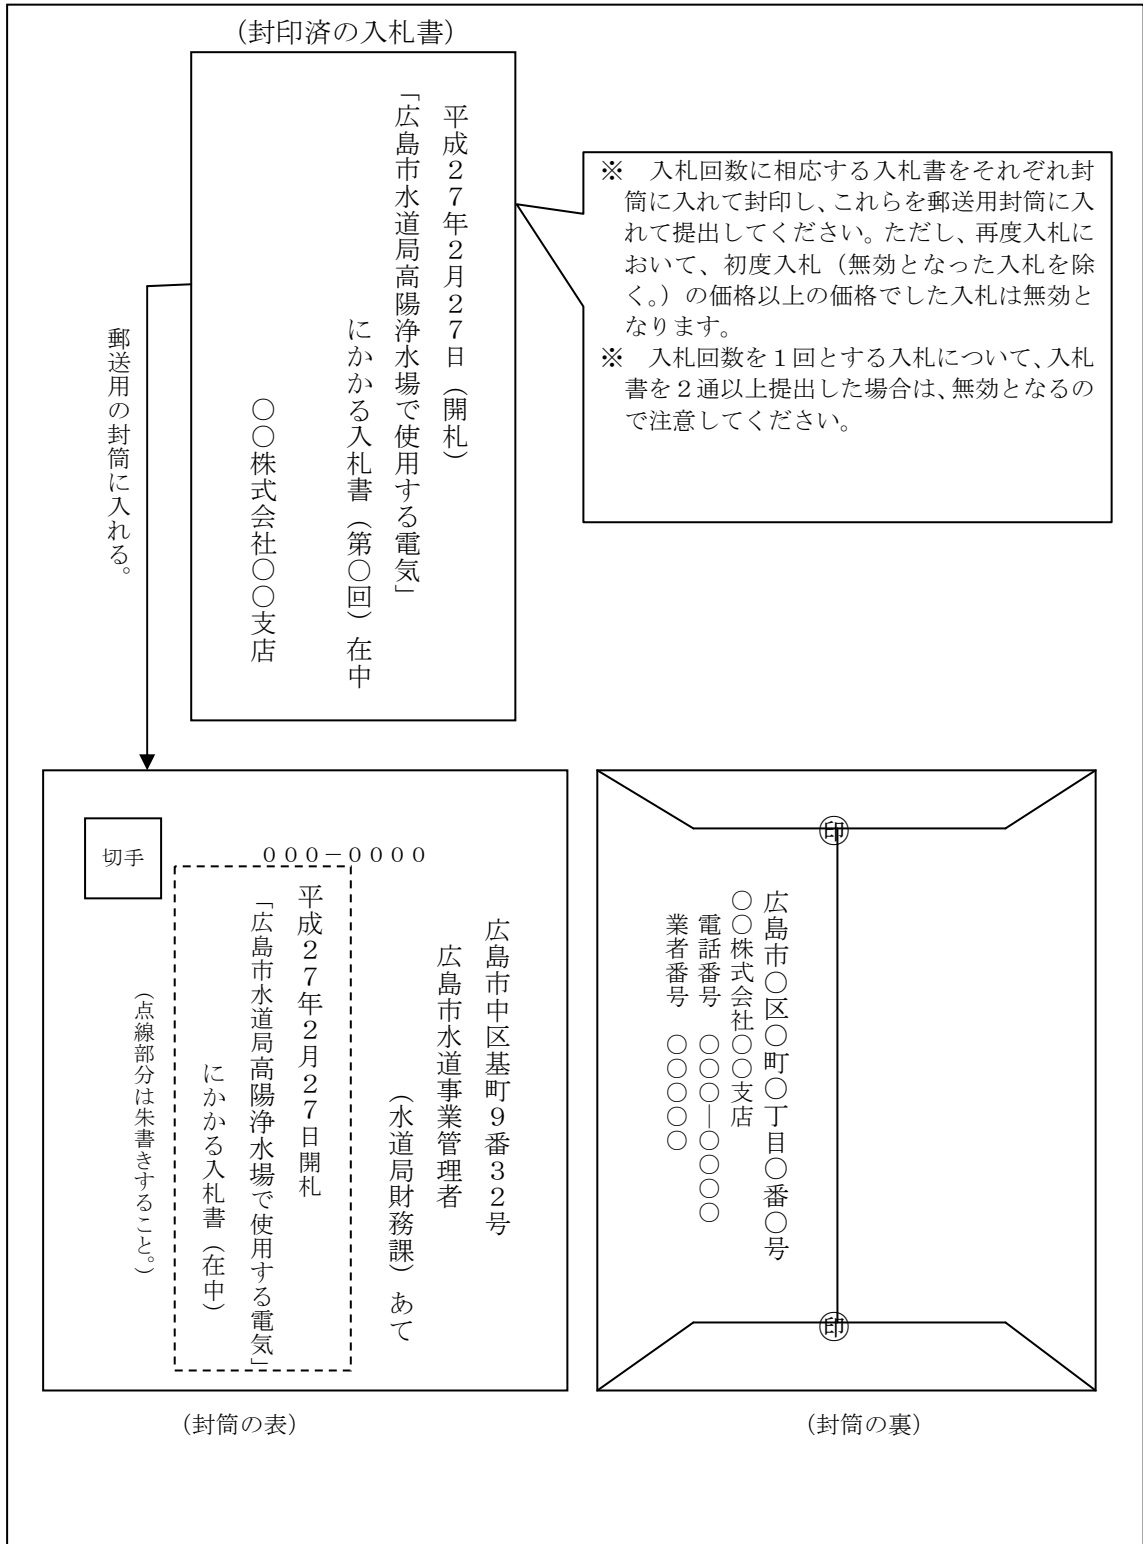 (封印済の入札書)
平成２７年２月２７日（開札）
「広島市水道局高陽浄水場で使用する電気」
にかかる入札書（第○回）在中
○○株式会社○○支店
※　入札回数に相応する入札書をそれぞれ封
筒に入れて封印し、これらを郵送用封筒に入
れて提出してください。ただし、再度入札に
おいて、初度入札（無効となった入札を除
く。）の価格以上の価格でした入札は無効と
なります。
※　入札回数を１回とする入札について、入札
書を２通以上提出した場合は、無効となるの
で注意してください。
郵送用の封筒に入れる。
切手
０００－００００
広島市中区基町９番３２号
広島市水道事業管理者
（水道局財務課）あて
平成２７年２月２７日開札
「広島市水道局高陽浄水場で使用する電気」
にかかる入札書（在中）
（点線部分は朱書きすること。）
(封筒の表)
印
広島市○区○町○丁目○番○号
○○株式会社○○支店
電話番号　○○○―○○○○
業者番号　○○○○○
印
(封筒の裏)